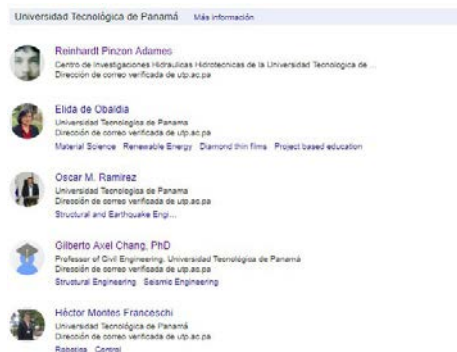 Universidad Tecnológica de Panamá Más información
Reinhardt Pinzon Adames
Centro de Investigaciones Hidraulicas Hidrotecnicas de la Universidad Tecnologica de ...
Dirección de correo verificada de utp.ac.pa
Elida de Obaldia
Universidad Tecnologica de Panama
Dirección de correo verificada de utp.ac.pa
Material Science Renewable Energy Diamond thin films Project based education
Oscar M. Ramirez
Universidad Tecnológica de Panamá
Dirección de correo verificada de utp.ac.pa
Structural and Earthquake Engi...
Gilberto Axel Chang, PhD
Professor of Civil Engineering, Universidad Tecnológica de Panamá
Dirección de correo verificada de utp.ac.pa
Structural Engineering Seismic Engineering
Héctor Montes Franceschi
Universidad Tecnológica de Panamá
Dirección de correo verificada de utp.ac.pa
Robotics Control